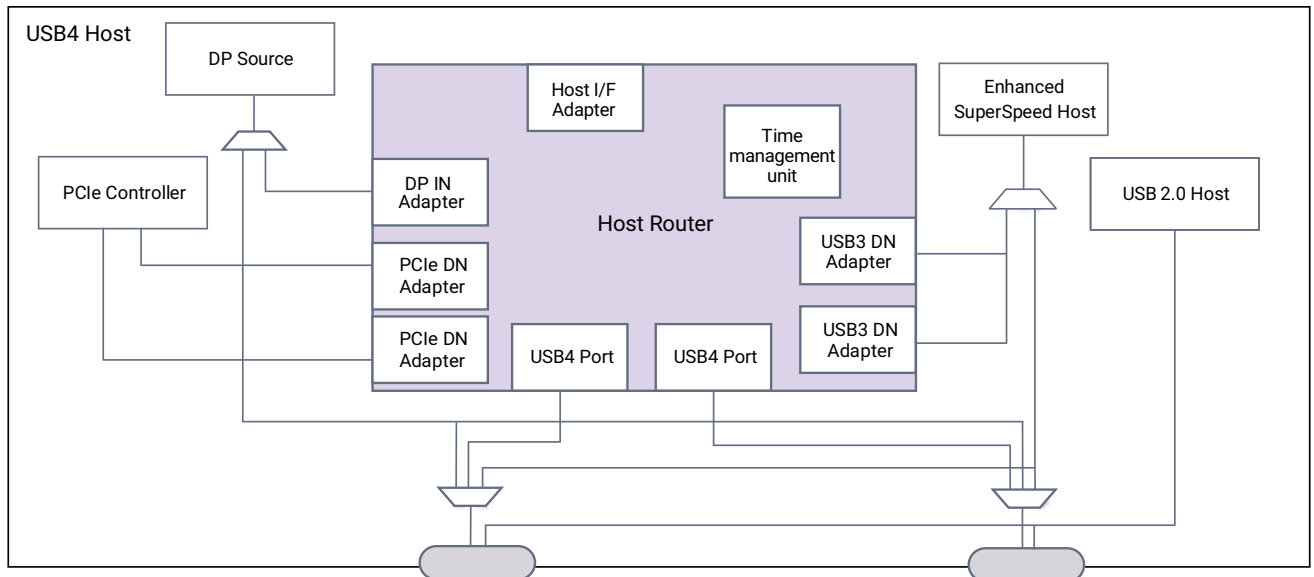 USB4 Host
DP Source
Host I/F
Adapter
Enhanced
SuperSpeed Host
Time
management
unit
PCIe Controller
DP IN
Adapter
USB 2.0 Host
Host Router
USB3 DN
Adapter
PCIe DN
Adapter
PCIe DN
Adapter
USB4 Port
USB4 Port
USB3 DN
Adapter